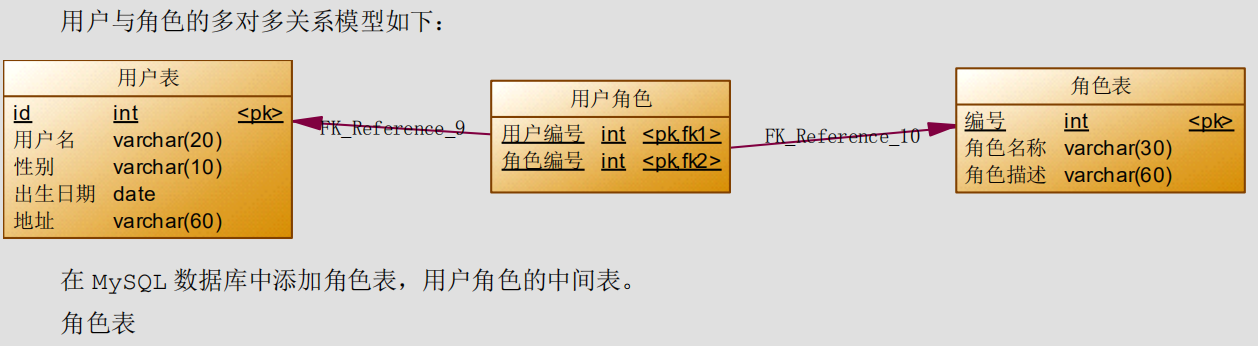 用户与角色的多对多关系模型如下：
用户表
id int <pk>
用户名 varchar(20)
性别 varchar(10)
出生日期 date
地址 varchar(60)
FK_Reference_9
用户角色
用户编号 int <pk,fk1>
角色编号 int <pk,fk2>
FK_Reference_10
角色表
编号 int <pk>
角色名称 varchar(30)
角色描述 varchar(60)
在 MySQL 数据库中添加角色表，用户角色的中间表。
角色表